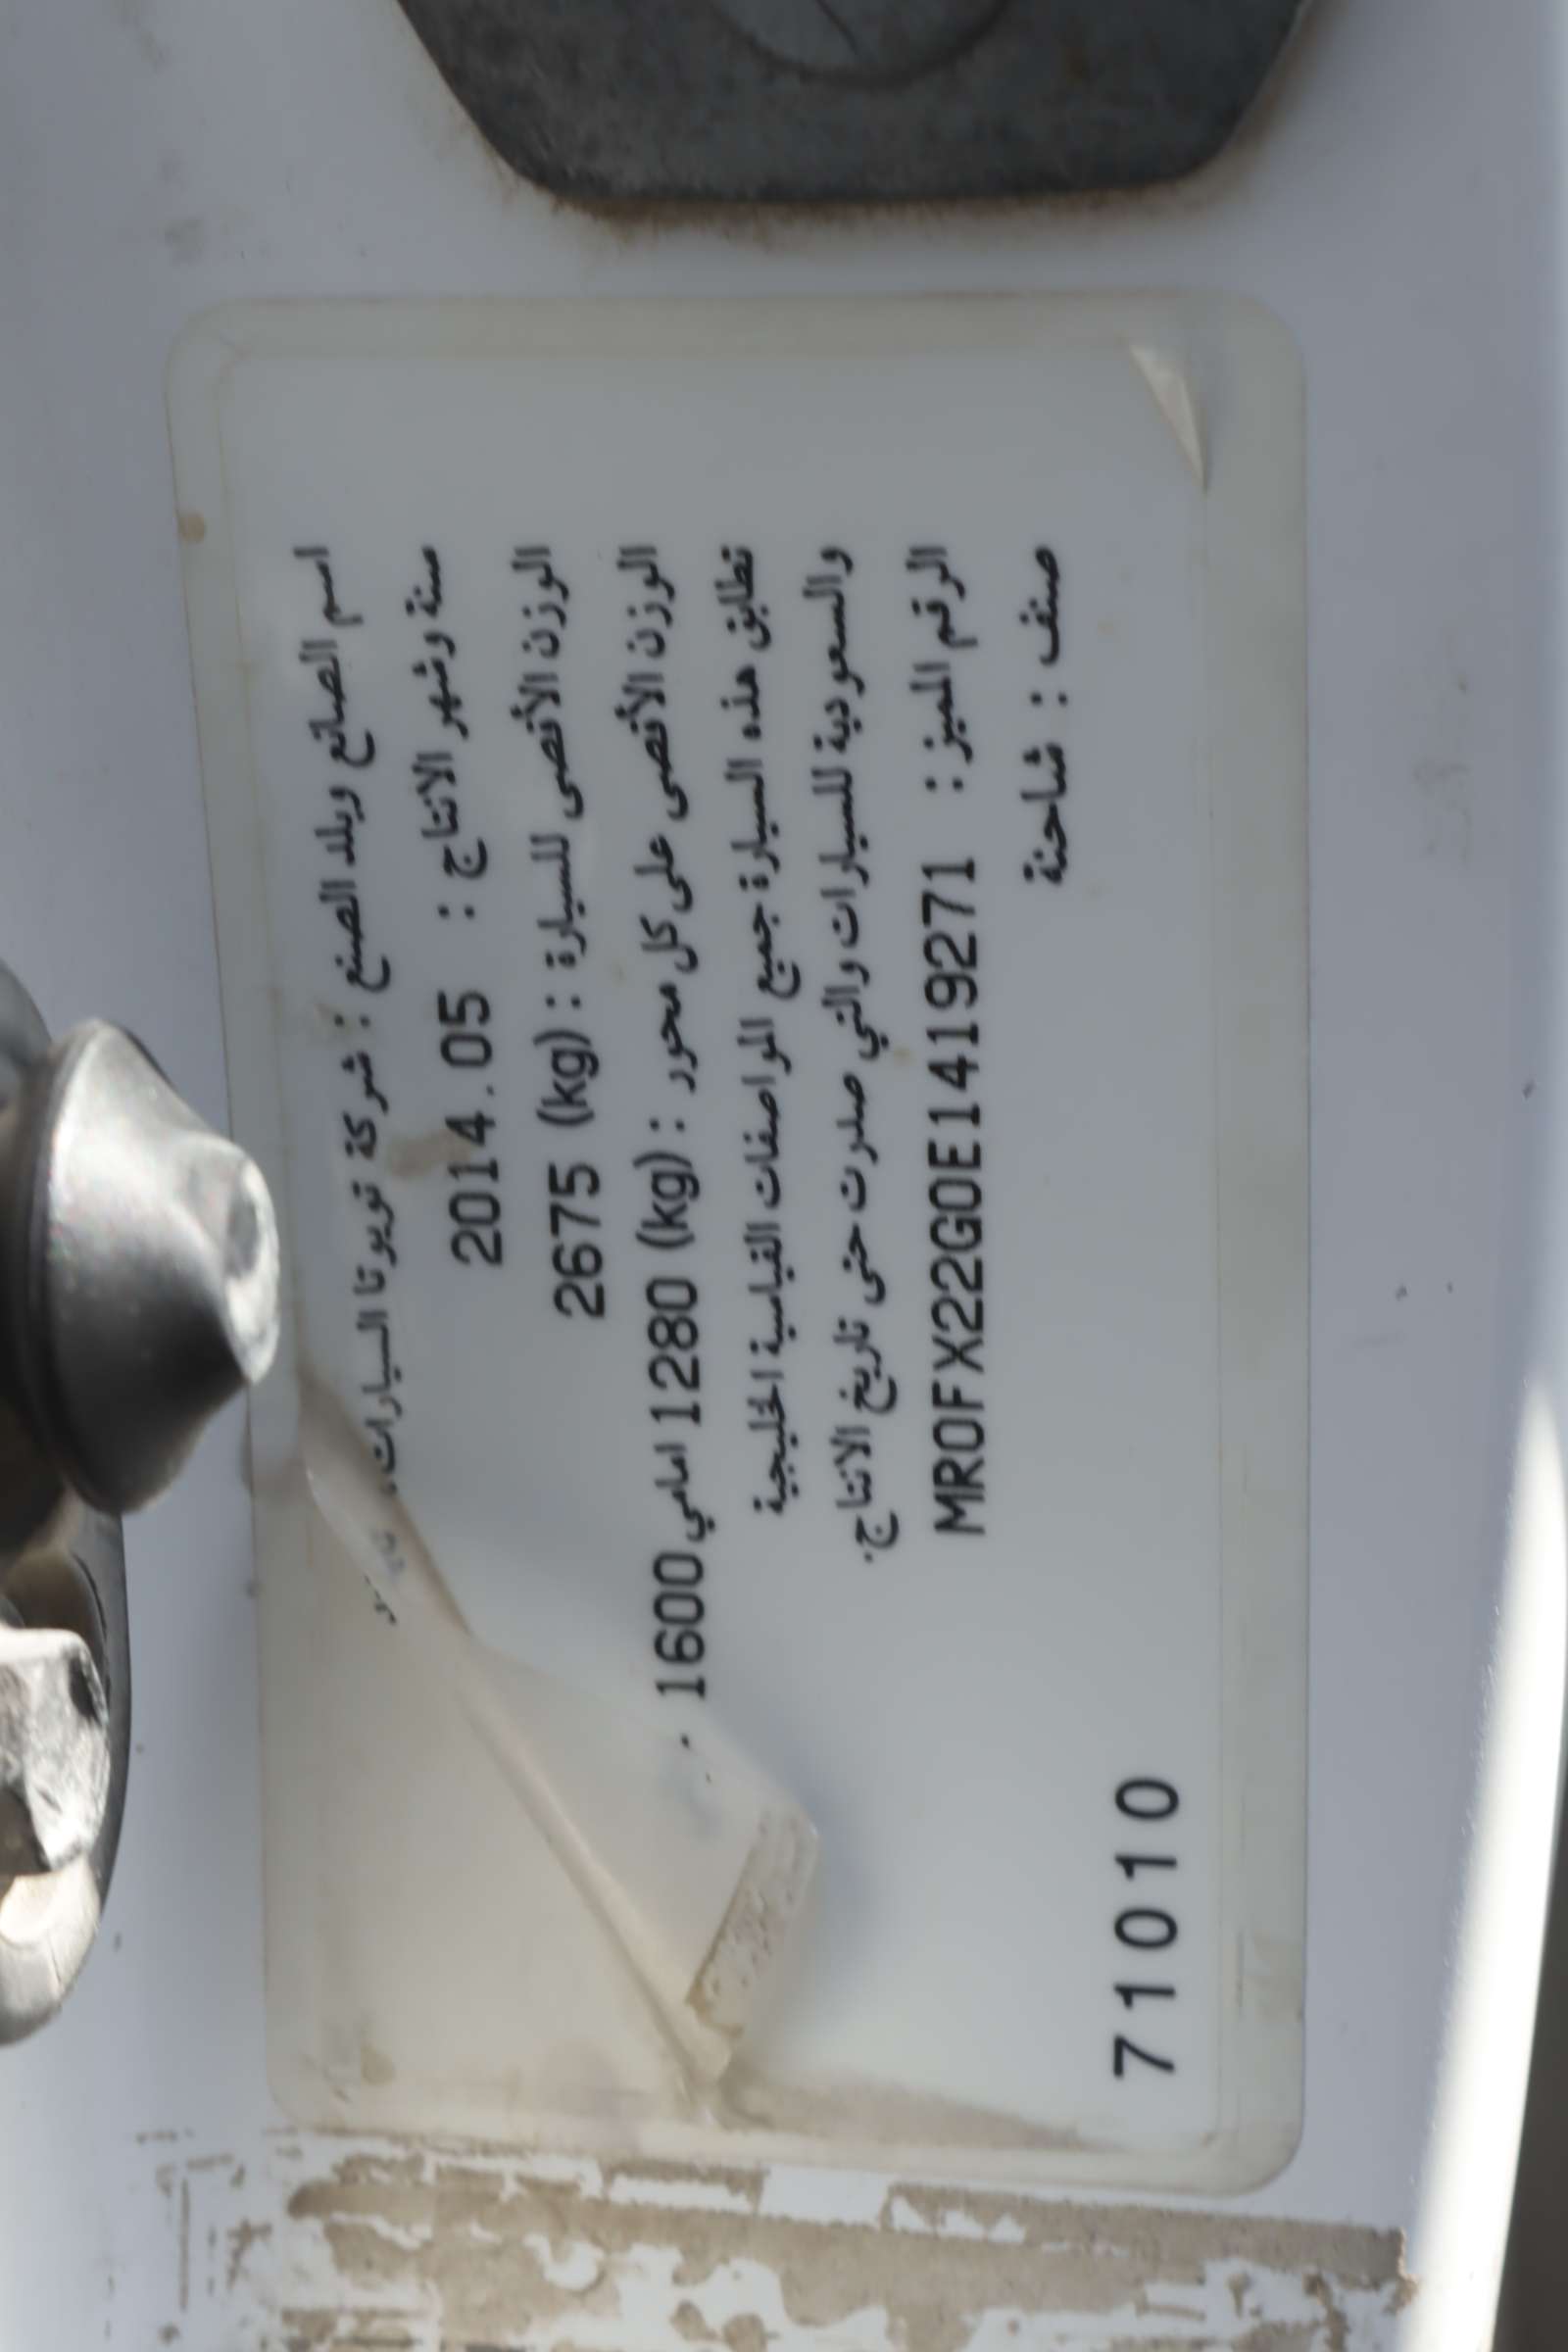 اسم الصانع وبلد الصنع : شركة تويوتا للسيارات،
سنة وشهر الانتاج : 2014.05
الوزن الأقصى للسيارة : (kg) 2675
الوزن الأقصى على كل محور : (kg) 1280 امامي 1600
تطابق هذه السيارة جميع المواصفات القياسية الخليجية
والسعودية للسيارات والتي صدرت حتى تاريخ الانتاج.
الرقم المميز : MR0FX22G0E1419271
صنف : شاحنة
71010